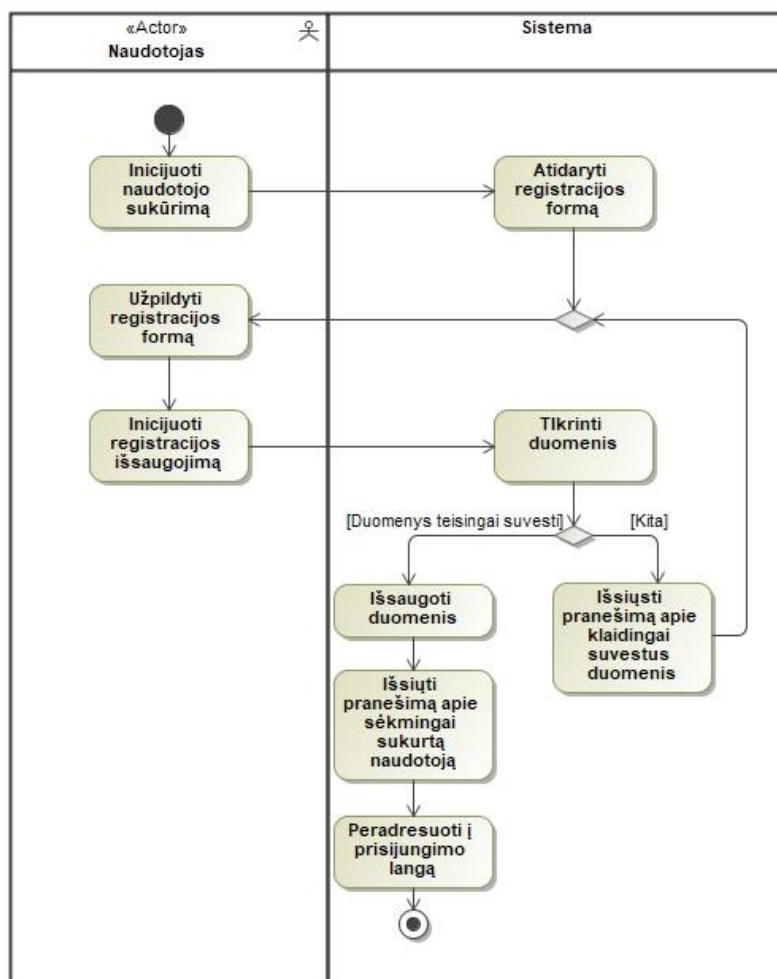 «Actor»
Naudotojas
Sistema
Inicijuoti
naudotojo
sukūrimą
Atidaryti
registracijos
formą
Užpildyti
registracijos
formą
Inicijuoti
registracijos
išsaugojimą
TIkrinti
duomenis
[Duomenys teisingai suvesti]
[Kita]
Išsaugoti
duomenis
Išsiųsti
pranešimą apie
klaidingai
suvestus
duomenis
Išsiųti
pranešimą apie
sėkmingai
sukurtą
naudotoją
Peradresuoti į
prisijungimo
langą